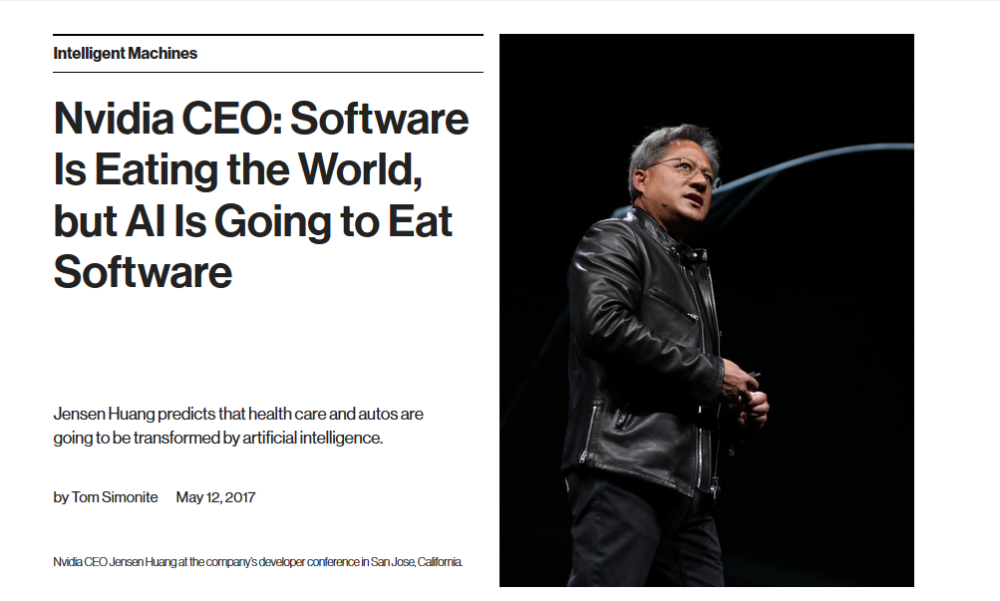 Intelligent Machines
Nvidia CEO: Software
Is Eating the World,
but AI Is Going to Eat
Software
Jensen Huang predicts that health care and autos are
going to be transformed by artificial intelligence.
by Tom Simonite May 12, 2017
Nvidia CEO Jensen Huang at the company's developer conference in San Jose, California.